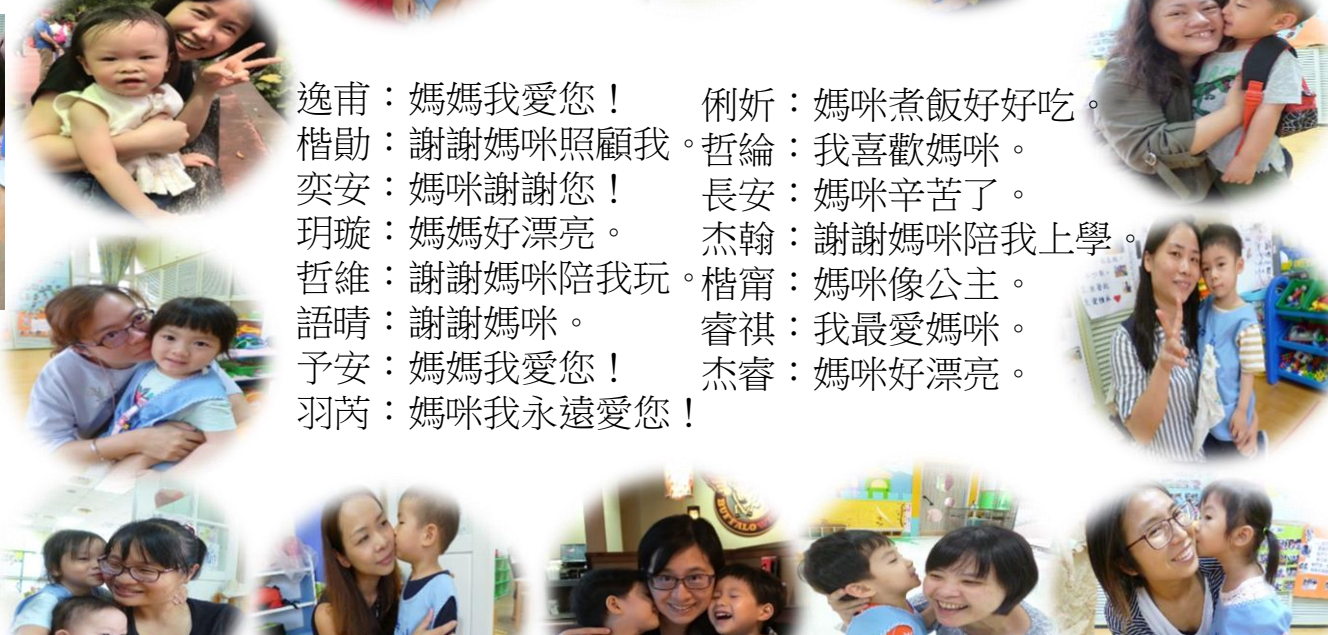 逸甫：媽媽我愛您！
楷勛：謝謝媽咪照顧我。
奕安：媽咪謝謝您！
玥璇：媽媽好漂亮。
哲維：謝謝媽咪陪我玩。
語晴：謝謝媽咪。
予安：媽媽我愛您！
羽芮：媽咪我永遠愛您！
俐妡：媽咪煮飯好好吃。
哲綸：我喜歡媽咪。
長安：媽咪辛苦了。
杰翰：謝謝媽咪陪我上學。
楷甯：媽咪像公主。
睿祺：我最愛媽咪。
杰睿：媽咪好漂亮。
BUFFALO